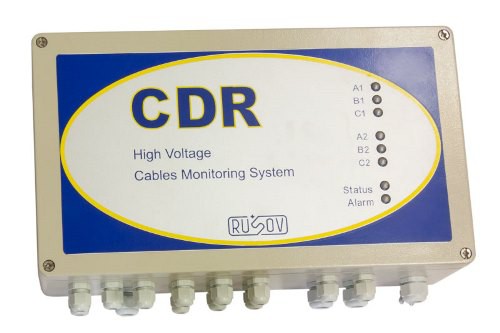 CDR
High Voltage
Cables Monitoring System
A1
B1
C1
A2
B2
C2
Status
Alarm
RUSOV